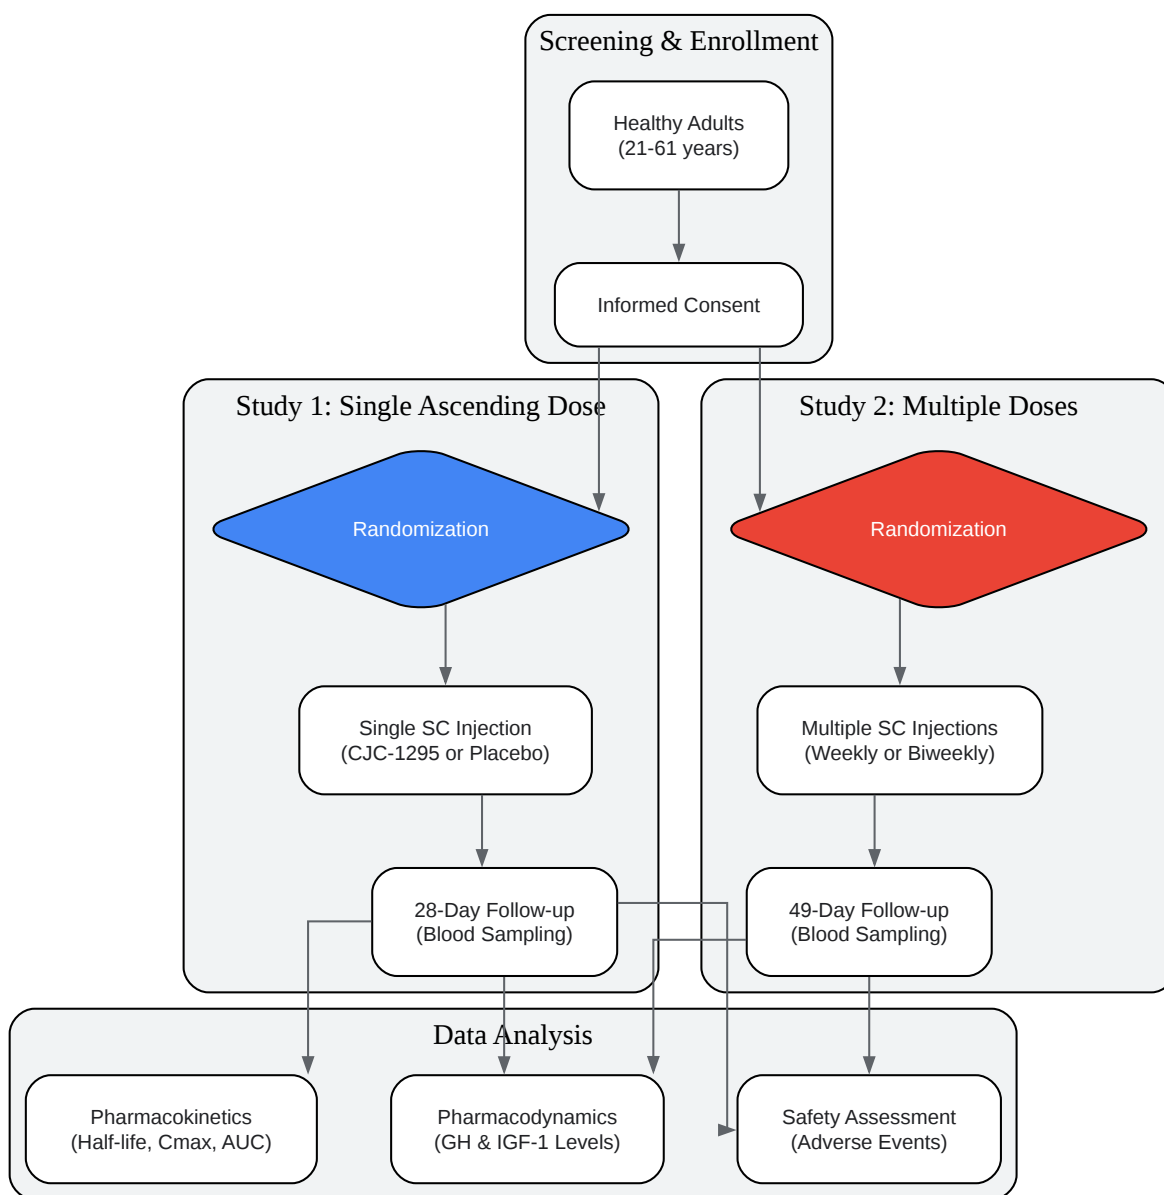 Screening & Enrollment
Healthy Adults
(21-61 years)
Informed Consent
Study 1: Single Ascending Dose
Randomization
Single SC Injection
(CJC-1295 or Placebo)
28-Day Follow-up
(Blood Sampling)
Study 2: Multiple Doses
Randomization
Multiple SC Injections
(Weekly or Biweekly)
49-Day Follow-up
(Blood Sampling)
Data Analysis
Pharmacokinetics
(Half-life, Cmax, AUC)
Pharmacodynamics
(GH & IGF-1 Levels)
Safety Assessment
(Adverse Events)